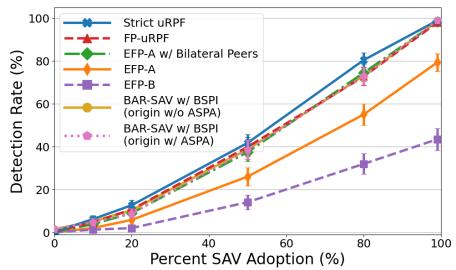 100
80
60
40
20
0
Detection Rate (%)
Strict uRPF
FP-uRPF
EFP-A w/ Bilateral Peers
EFP-A
EFP-B
BAR-SAV w/ BSPI
(origin w/o ASPA)
BAR-SAV w/ BSPI
(origin w/ ASPA)
0 20 40 60 80 100
Percent SAV Adoption (%)